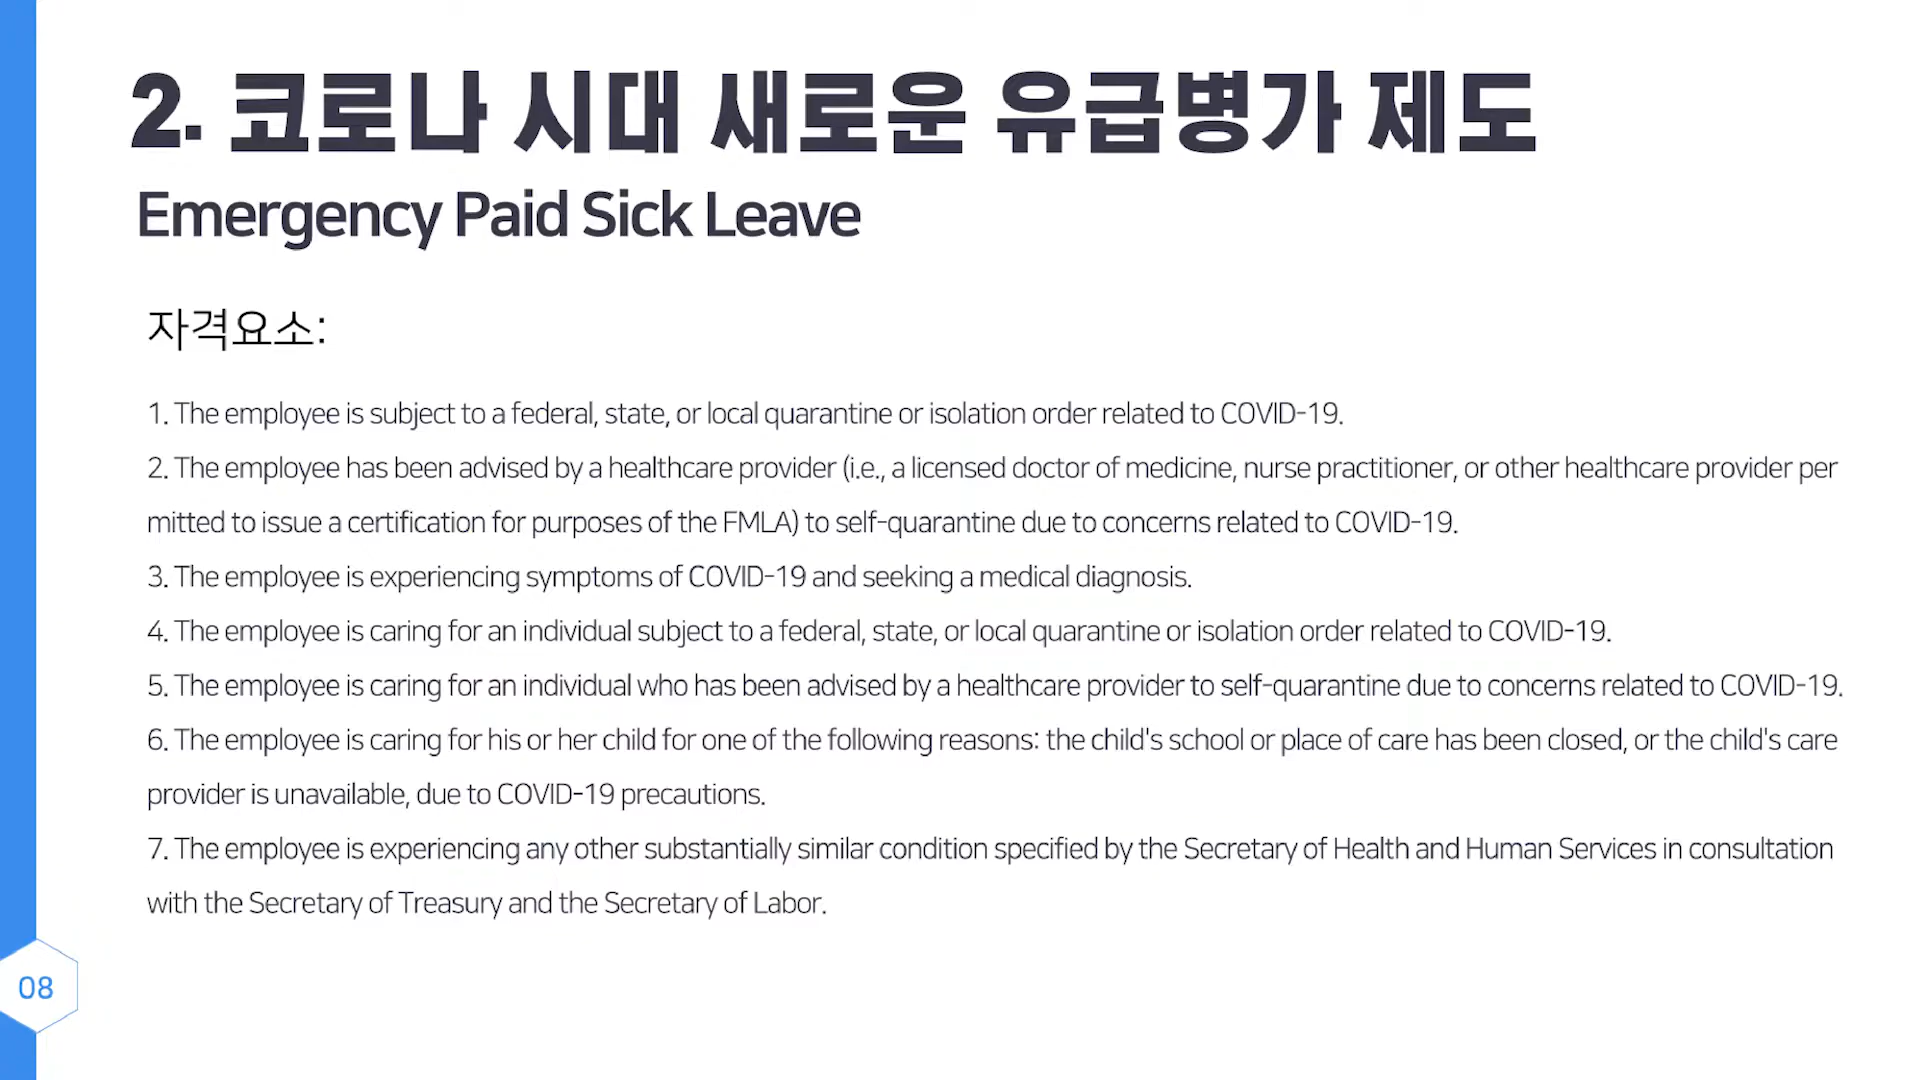 2. 코로나 시대 새로운 유급병가 제도
Emergency Paid Sick Leave
자격요소:
1. The employee is subject to a federal, state, or local quarantine or isolation order related to COVID-19.
2. The employee has been advised by a healthcare provider (i.e., a licensed doctor of medicine, nurse practitioner, or other healthcare provider per
mitted to issue a certification for purposes of the FMLA) to self-quarantine due to concerns related to COVID-19.
3. The employee is experiencing symptoms of COVID-19 and seeking a medical diagnosis.
4. The employee is caring for an individual subject to a federal, state, or local quarantine or isolation order related to COVID-19.
5. The employee is caring for an individual who has been advised by a healthcare provider to self-quarantine due to concerns related to COVID-19.
6. The employee is caring for his or her child for one of the following reasons: the child's school or place of care has been closed, or the child's care
provider is unavailable, due to COVID-19 precautions.
7. The employee is experiencing any other substantially similar condition specified by the Secretary of Health and Human Services in consultation
with the Secretary of Treasury and the Secretary of Labor.
08